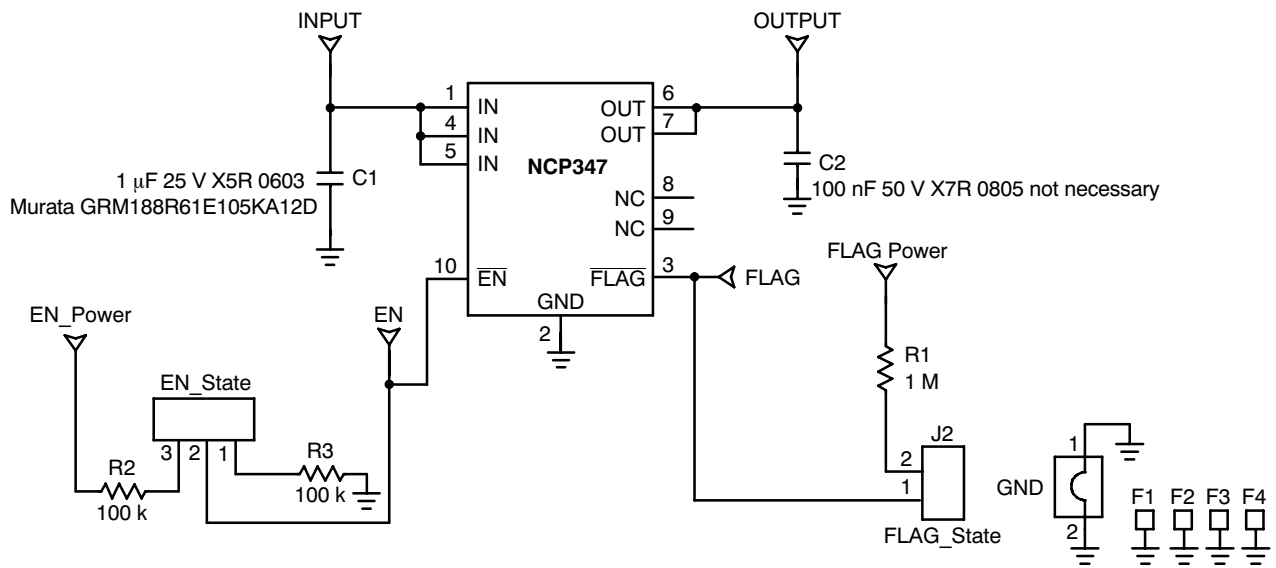 INPUT
OUTPUT
1 IN
4 IN
5 IN
NCP347
OUT 6
OUT 7
NC 8
NC 9
1 μF 25 V X5R 0603
Murata GRM188R61E105KA12D
C1
C2
100 nF 50 V X7R 0805 not necessary
10 EN
FLAG 3
GND
2
FLAG
FLAG Power
EN_Power
EN
EN_State
3 2 1
R2
100 k
R3
100 k
R1
1 M
J2
2
1
FLAG_State
1
GND
2
F1 F2 F3 F4